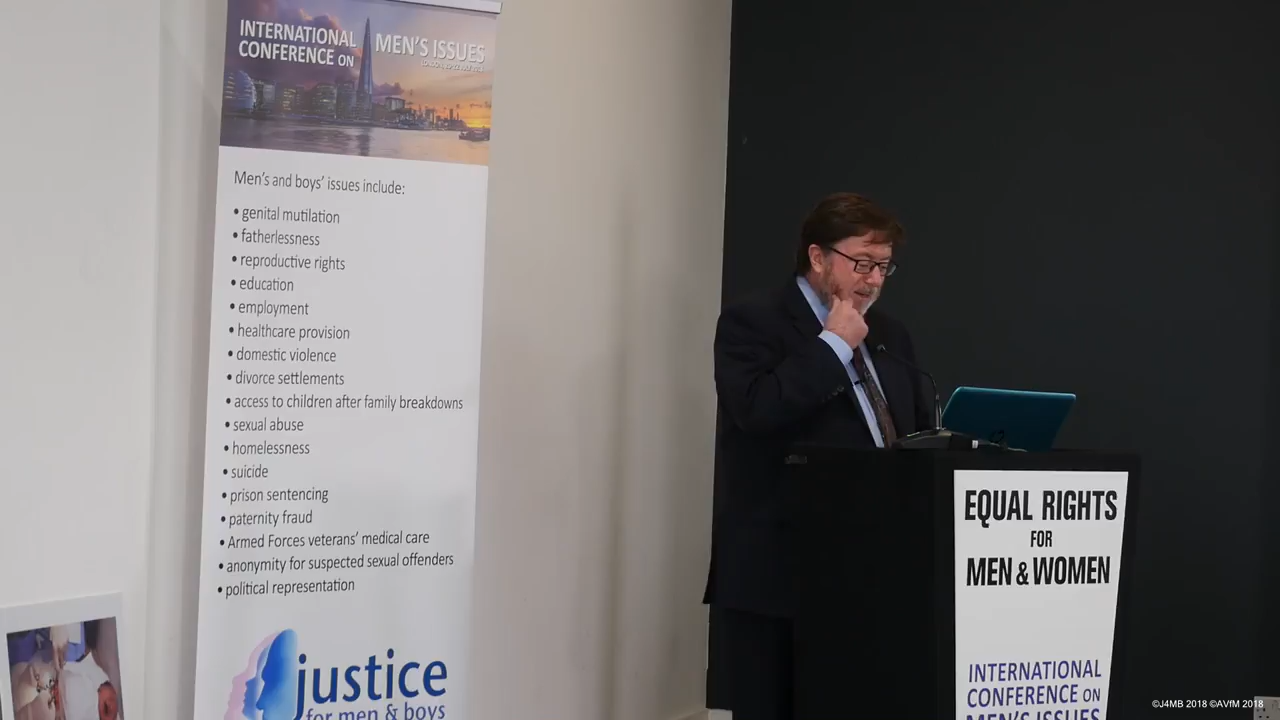 INTERNATIONAL
CONFERENCE ON
MEN'S ISSUES
Men's and boys' issues include:
• genital mutilation
• fatherlessness
• reproductive rights
• education
• employment
• healthcare provision
• domestic violence
• divorce settlements
• access to children after family breakdowns
• sexual abuse
• homelessness
• suicide
• prison sentencing
• paternity fraud
• Armed Forces veterans' medical care
• anonymity for suspected sexual offenders
• political representation
justice
for men & boys
EQUAL RIGHTS
FOR
MEN & WOMEN
INTERNATIONAL
CONFERENCE ON
MEN'S ISSUES
©J4MB 2018 ©AVfM 2018